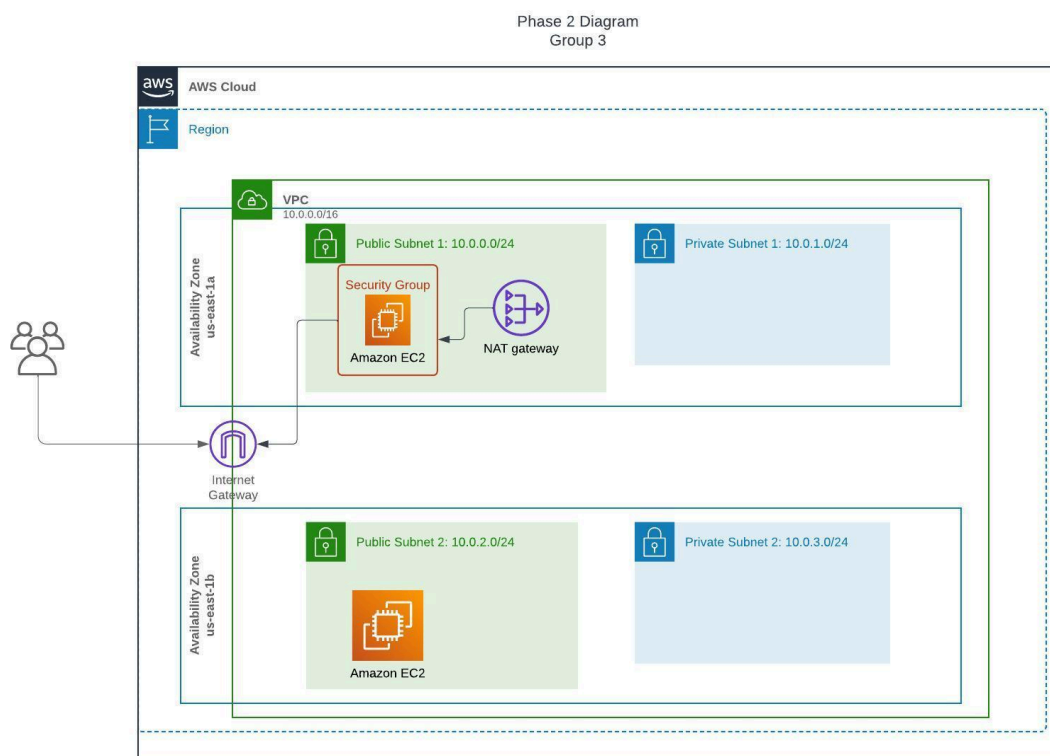 Phase 2 Diagram
Group 3
aws
AWS Cloud
Region
VPC
10.0.0.0/16
Availability Zone
us-east-1a
Public Subnet 1: 10.0.0.0/24
Security Group
Amazon EC2
NAT gateway
Private Subnet 1: 10.0.1.0/24
Internet
Gateway
Availability Zone
us-east-1b
Public Subnet 2: 10.0.2.0/24
Amazon EC2
Private Subnet 2: 10.0.3.0/24